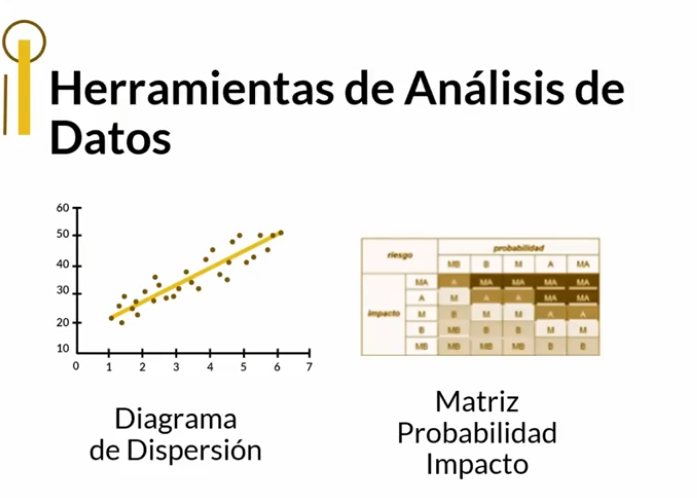 Herramientas de Análisis de
Datos
60
50
40
30
20
10
0 1 2 3 4 5 6 7
Diagrama
de Dispersión
riesgo probabilidad
MB B M A MA
impacto
MA A MA MA MA MA
A M A A MA MA
M B M M A A
B MB B B M M
MB MB MB MB B B
Matriz
Probabilidad
Impacto